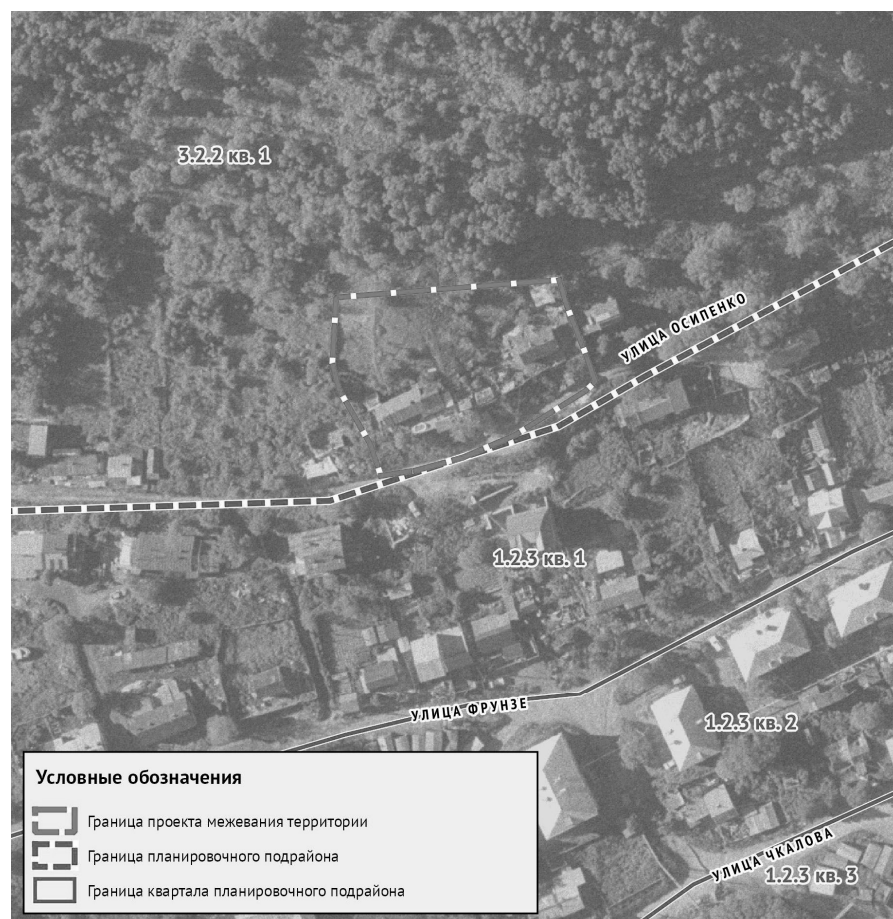 3.2.2 кв. 1
УЛИЦА ОСИПЕНКО
1.2.3 кв. 1
УЛИЦА ФРУНЗЕ
1.2.3 кв. 2
УЛИЦА ЧКАЛОВА
1.2.3 кв. 3
Условные обозначения
Граница проекта межевания территории
Граница планировочного подрайона
Граница квартала планировочного подрайона